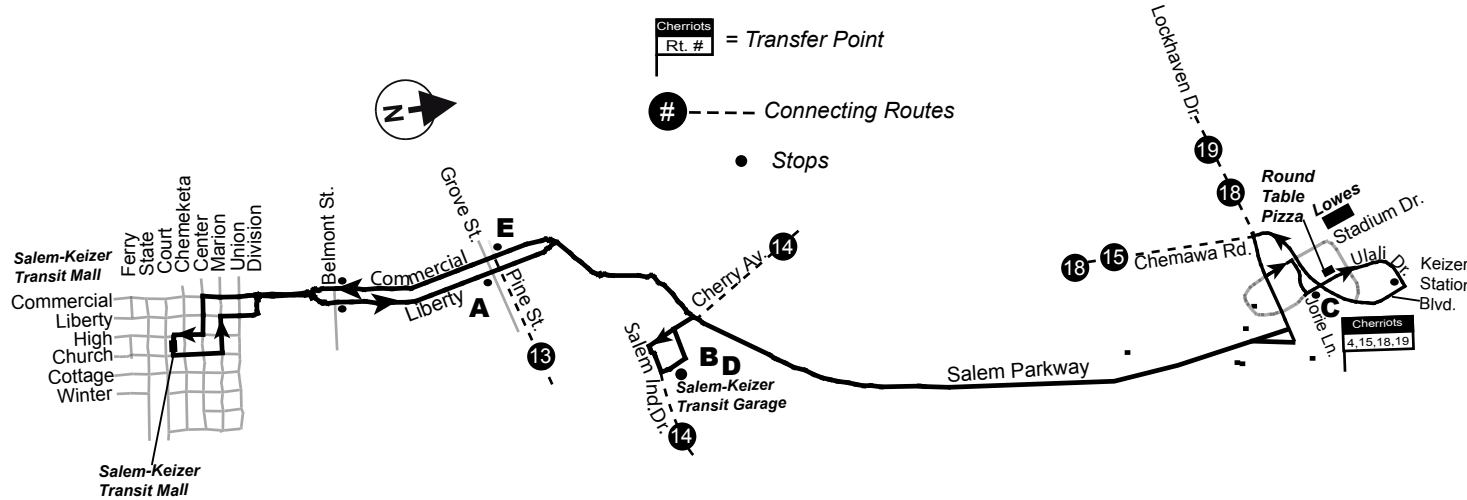 Cherriots
Rt. #
= Transfer Point
#
Connecting Routes
Stops
N
Salem-Keizer
Transit Mall
Ferry
State
Court
Chemeketa
Center
Marion
Union
Division
Commercial
Liberty
High
Church
Cottage
Winter
Salem-Keizer
Transit Mall
Belmont St.
Commercial
Liberty
Grove St.
E
A
Pine St.
13
Cherry Av.
14
Salem Ind.Dr.
B D
Salem-Keizer
Transit Garage
14
Salem Parkway
Lockhaven Dr.
19
18
18
15
Chemawa Rd.
Round
Table
Pizza
Lowes
Stadium Dr.
Ulali Dr.
Keizer
Station
Blvd.
C
Jorie Ln.
Cherriots
4,15,18,19